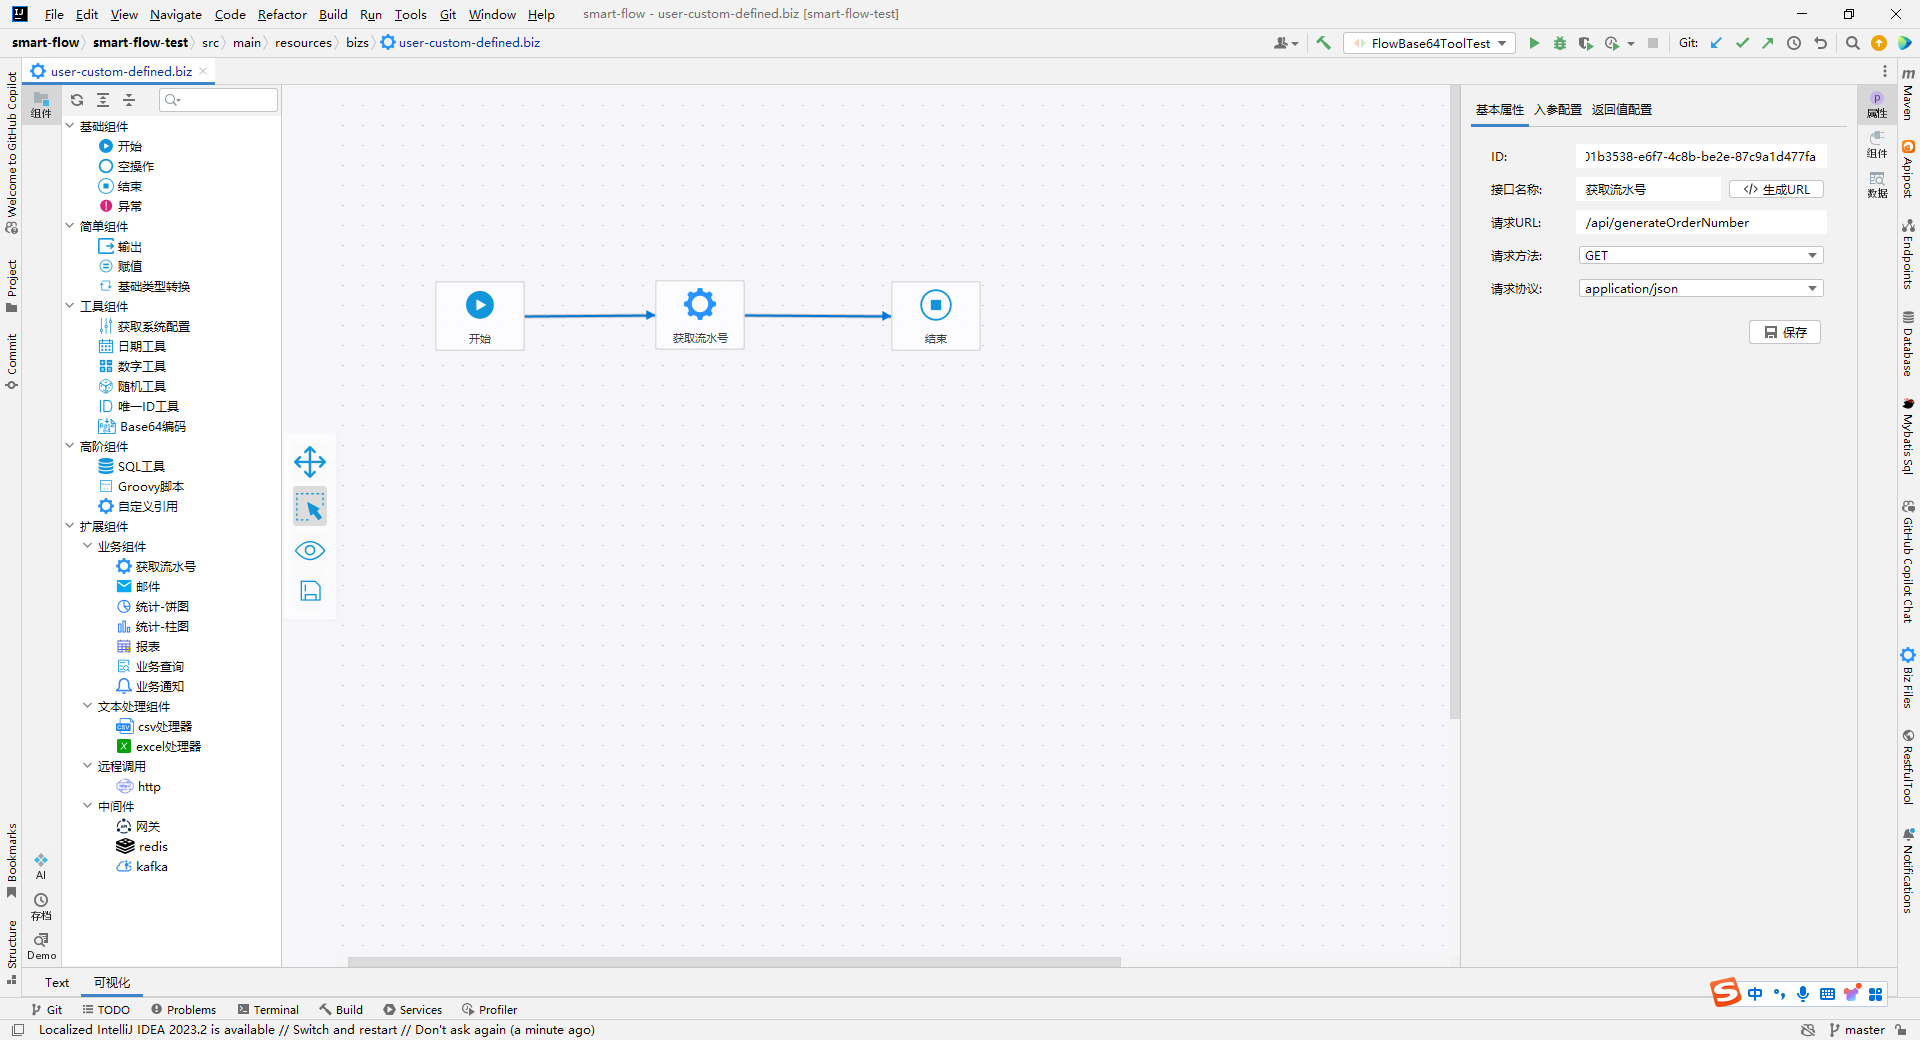 File Edit View Navigate Code Refactor Build Run Tools Git Window Help smart-flow - user-custom-defined.biz [smart-flow-test]
smart-flow smart-flow-test src main resources bizs user-custom-defined.biz
FlowBase64ToolTest Git:
user-custom-defined.biz
Welcome to GitHub Copilot
Project
Commit
Bookmarks
Structure
组件
AI
存档
Demo
基础组件
开始
空操作
结束
异常
简单组件
输出
赋值
基础类型转换
工具组件
获取系统配置
日期工具
数字工具
随机工具
唯一ID工具
Base64编码
高阶组件
SQL工具
Groovy脚本
自定义引用
扩展组件
业务组件
获取流水号
邮件
统计-饼图
统计-柱图
报表
业务查询
业务通知
文本处理组件
csv处理器
excel处理器
远程调用
http
中间件
网关
redis
kafka
开始
获取流水号
结束
基本属性 入参配置 返回值配置
ID: 01b3538-e6f7-4c8b-be2e-87c9a1d477fa
接口名称: 获取流水号 </> 生成URL
请求URL: /api/generateOrderNumber
请求方法: GET
请求协议: application/json
保存
属性
组件
数据
Maven
Apipost
Endpoints
Database
Mybatis Sql
GitHub Copilot Chat
Biz Files
RestfulTool
Notifications
Text 可视化
中
Git TODO Problems Terminal Build Services Profiler
Localized IntelliJ IDEA 2023.2 is available // Switch and restart // Don't ask again (a minute ago)
master